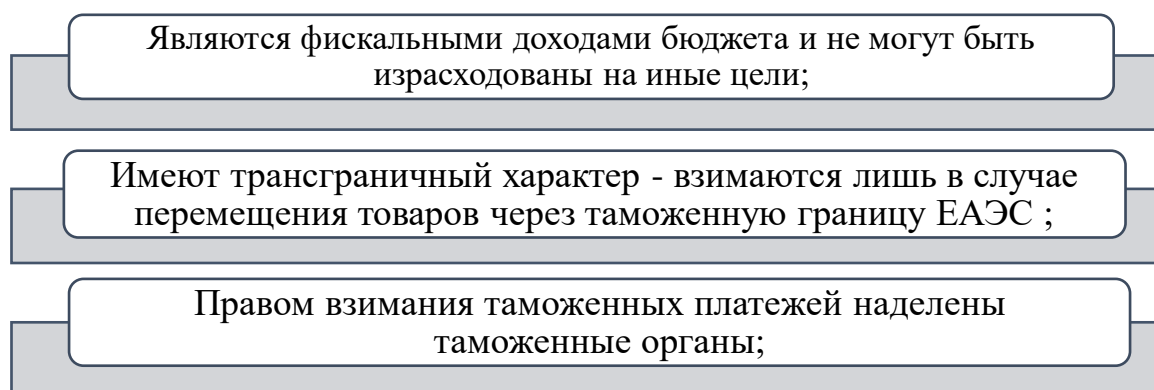 Являются фискальными доходами бюджета и не могут быть
израсходованы на иные цели;
Имеют трансграничный характер - взимаются лишь в случае
перемещения товаров через таможенную границу ЕАЭС ;
Правом взимания таможенных платежей наделены
таможенные органы;